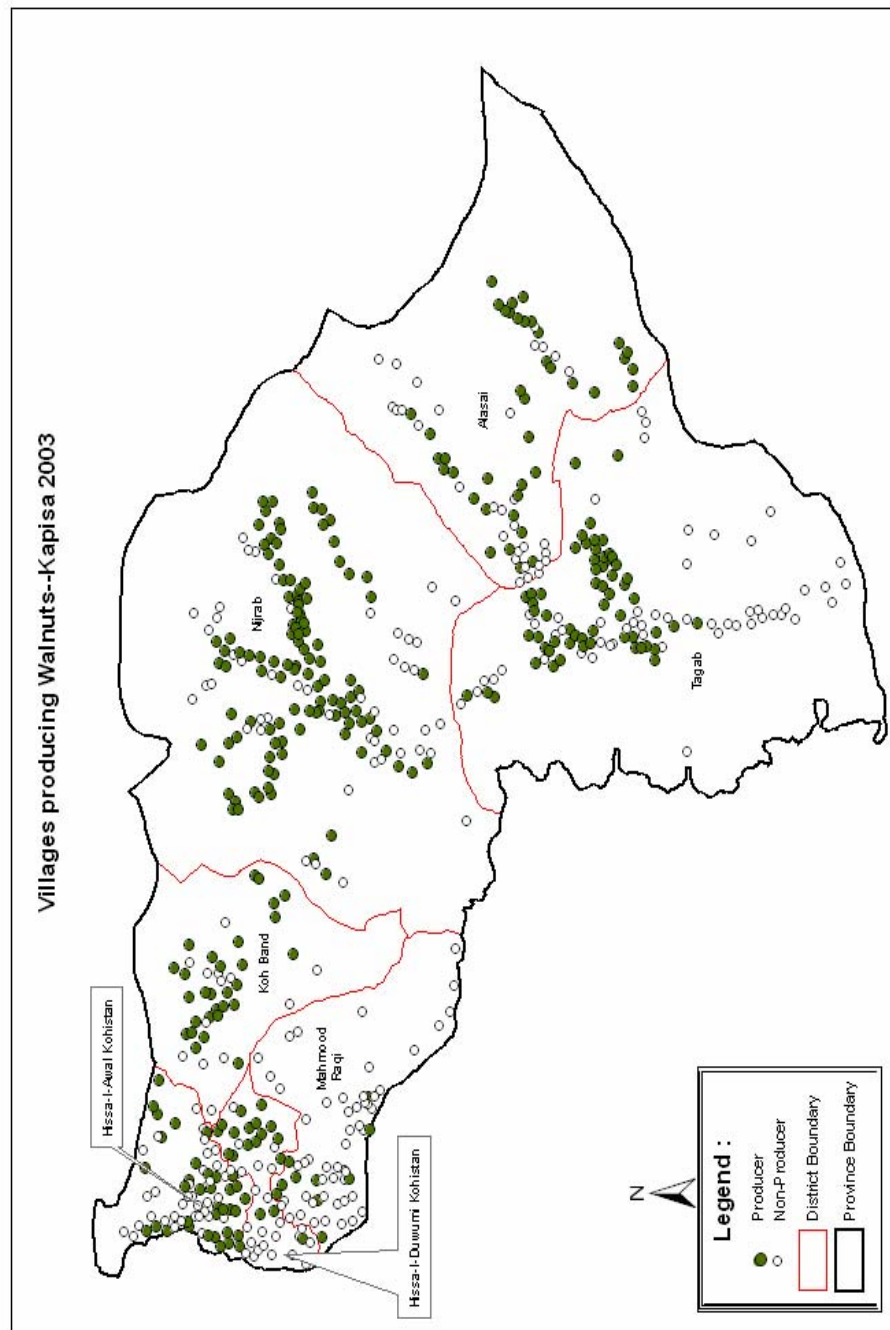 Villages producing Walnuts--Kapisa 2003
Hissa-I-Awal Kohistan
Koh Band
Nijrab
Alasai
Mahmood
Raqi
Tagab
Hissa-I-Duwumi Kohistan
N
Legend :
Producer
Non-Producer
District Boundary
Province Boundary